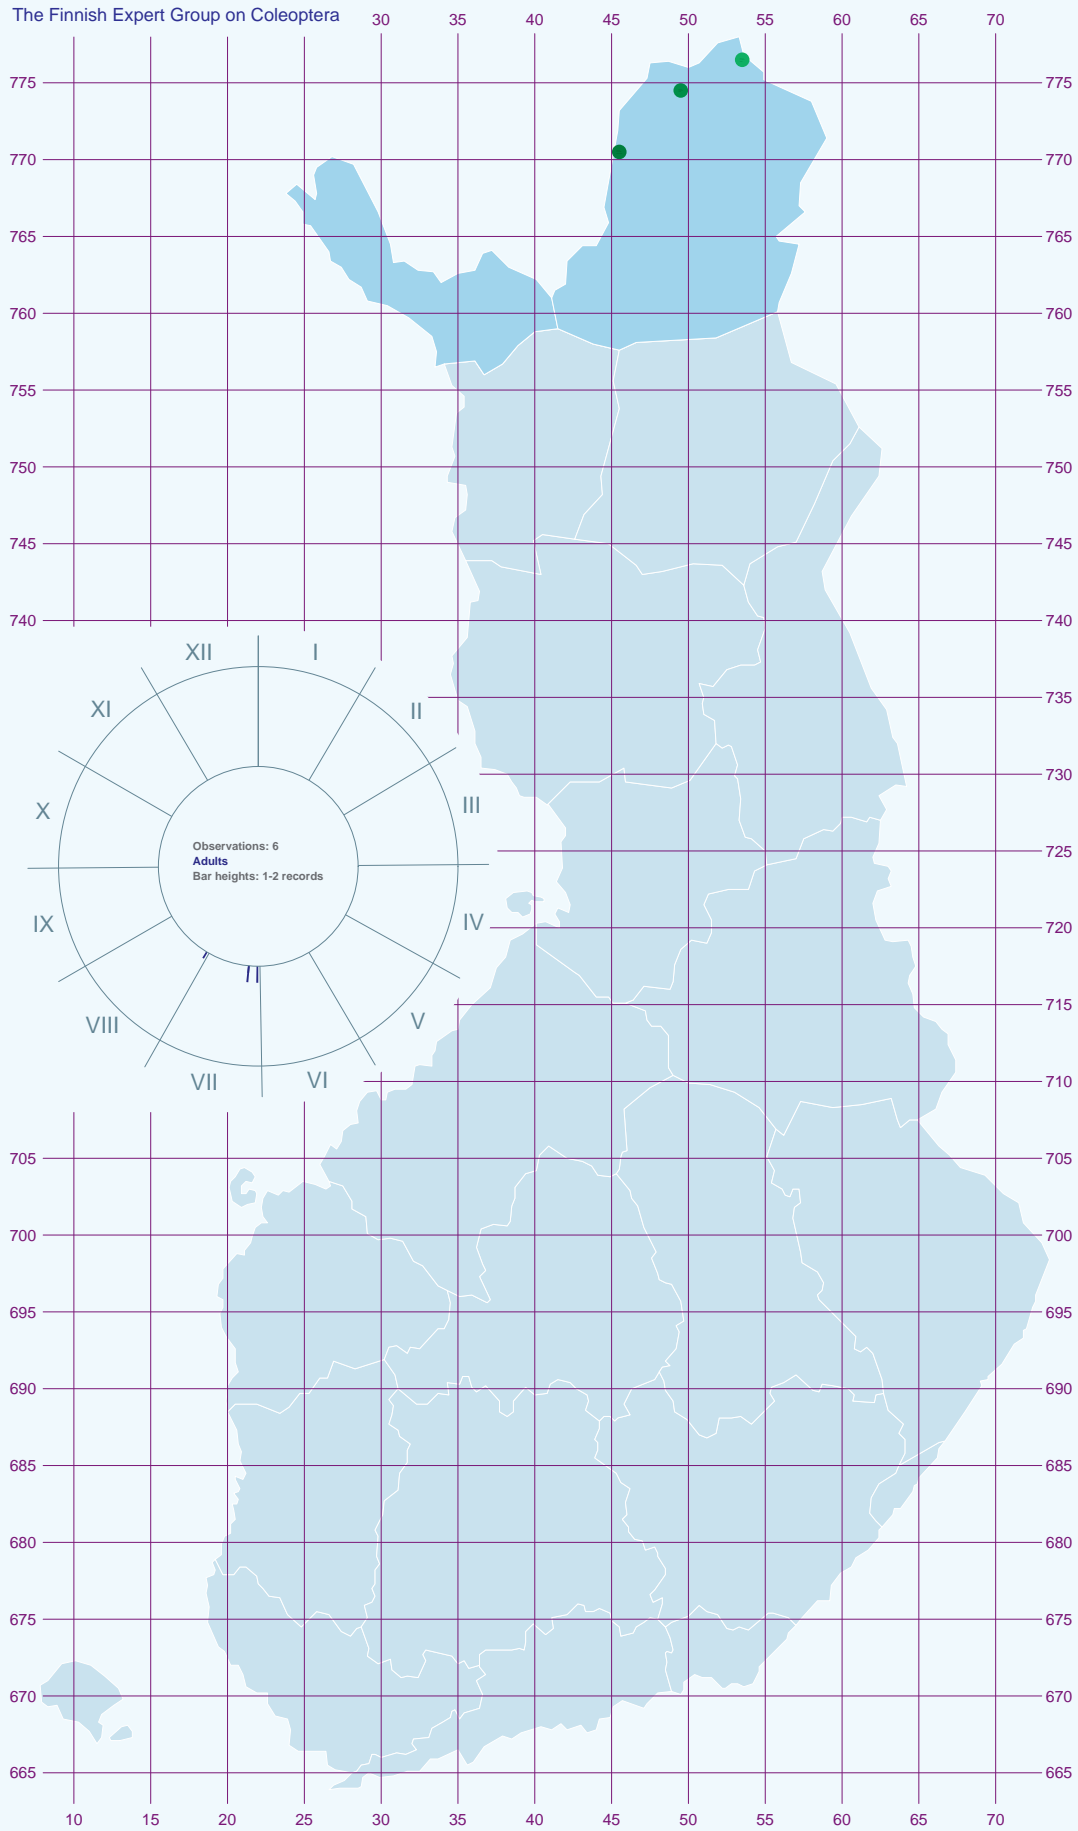 The Finnish Expert Group on Coleoptera
30 45 50 55 60 65 70
775 775
770 770
765 765
760 760
755 755
750 750
745 745
740 740
XII I
XI II
735
730
X III
Observations: 6
Adults
Bar heights: 1-2 records
725
IX IV
720
715
VIII V
VII VI
710
705 705
700 700
695 695
690 690
685 685
680 680
675 675
670 670
665 665
10 15 20 25 30 35 40 45 50 55 60 65 70